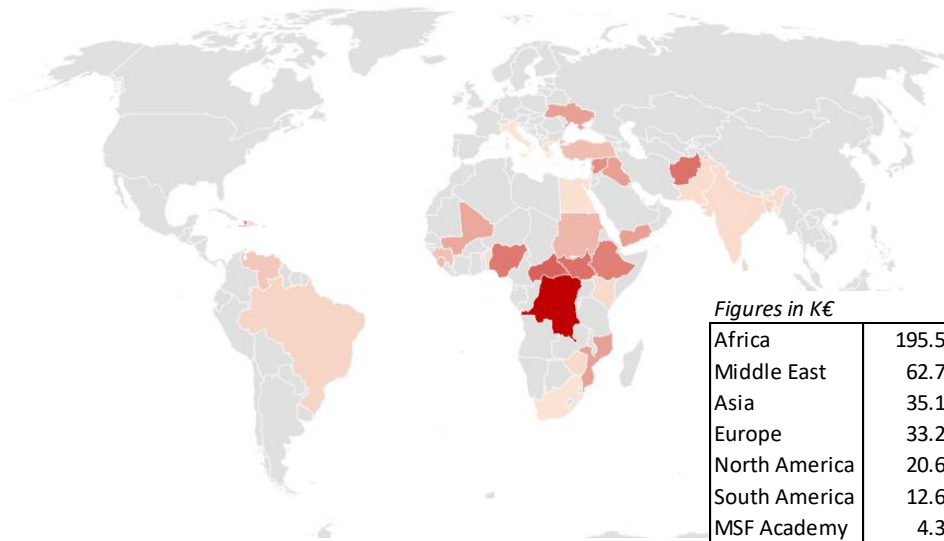 Figures in K€
Africa 195.5
Middle East 62.7
Asia 35.1
Europe 33.2
North America 20.6
South America 12.6
MSF Academy 4.3